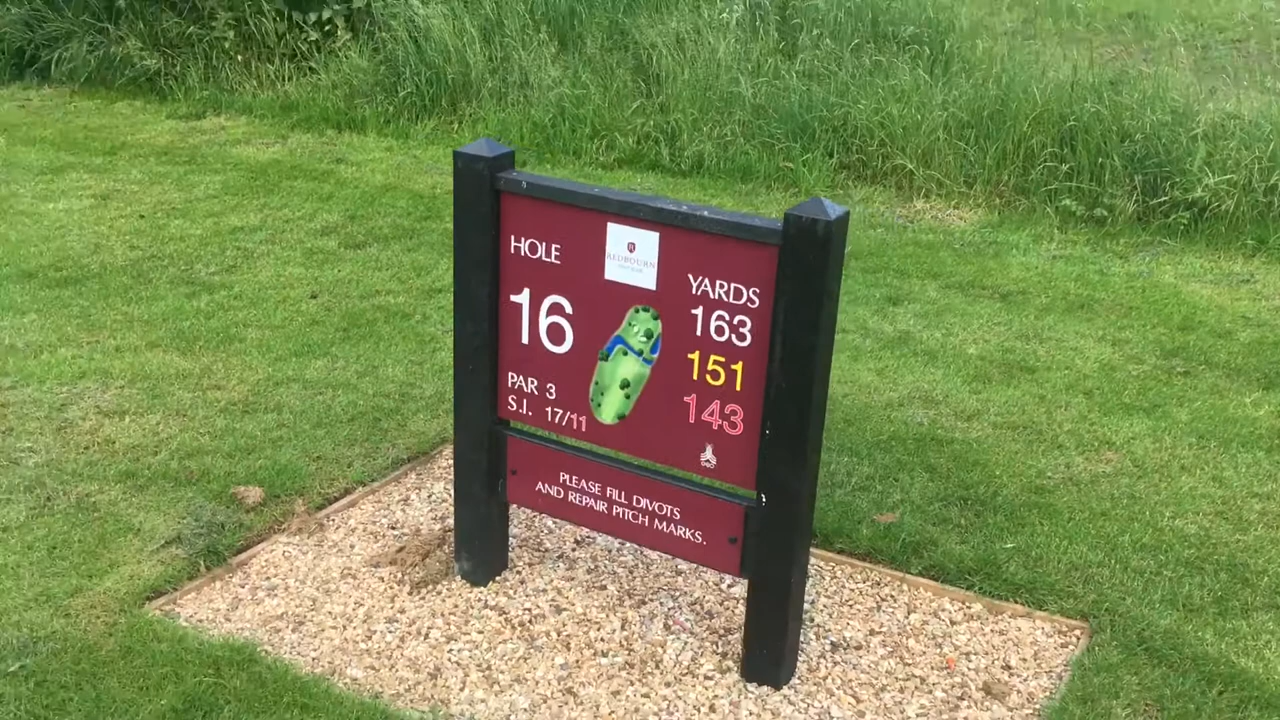 REDBOURN
HOLE
16
PAR 3
S.I. 17/11
YARDS
163
151
143
PLEASE FILL DIVOTS
AND REPAIR PITCH MARKS.